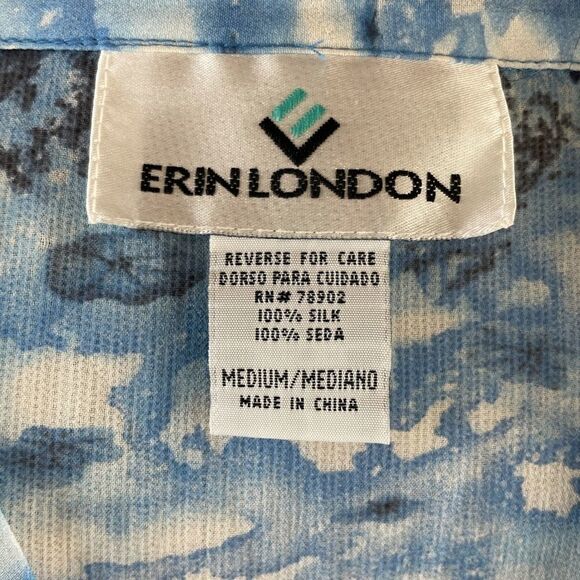 ERIN LONDON
REVERSE FOR CARE
DORSO PARA CUIDADO
RN# 78902
100% SILK
100% SEDA
MEDIUM/MEDIANO
MADE IN CHINA